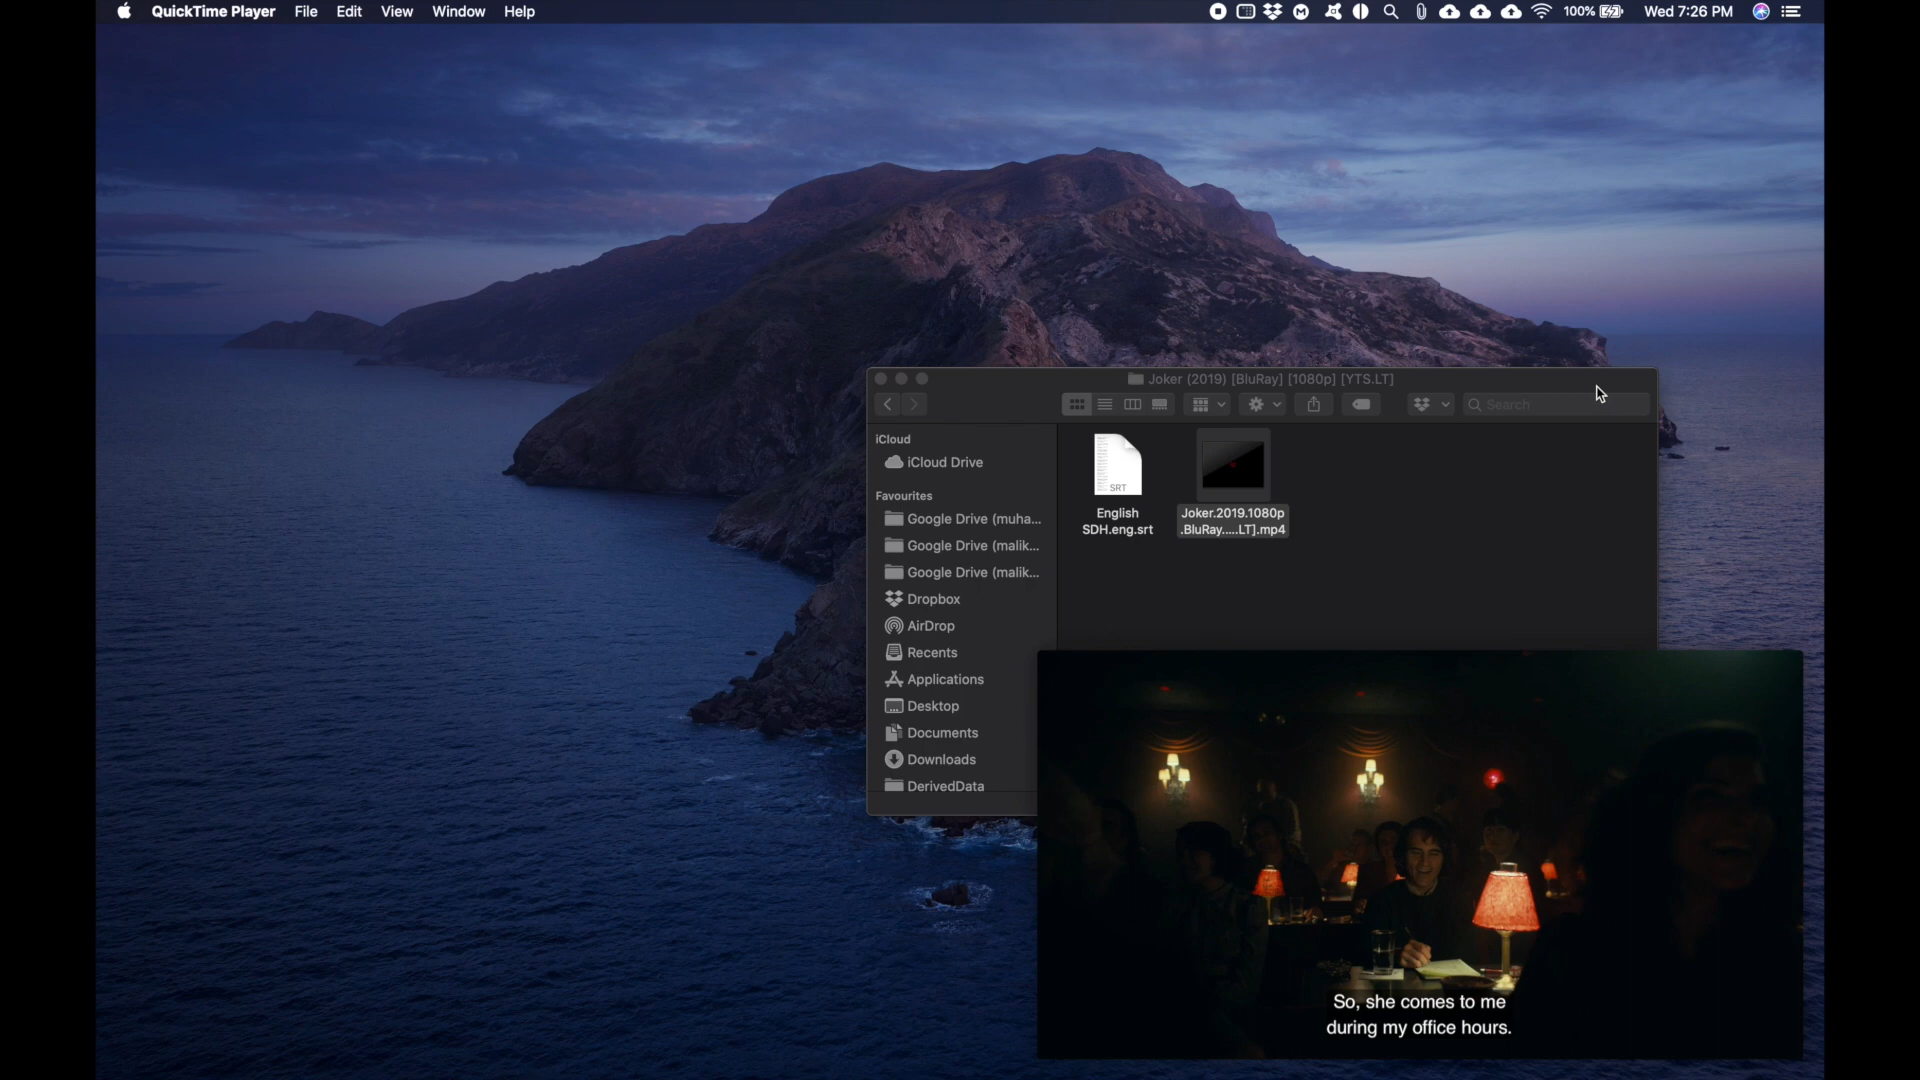 QuickTime Player File Edit View Window Help 100% Wed 7:26 PM
Joker (2019) [BluRay] [1080p] [YTS.LT]
Search
iCloud
iCloud Drive
Favourites
Google Drive (muha...
Google Drive (malik...
Google Drive (malik...
Dropbox
AirDrop
Recents
Applications
Desktop
Documents
Downloads
DerivedData
SRT
English
SDH.eng.srt
Joker.2019.1080p
.BluRay.....LT].mp4
So, she comes to me
during my office hours.